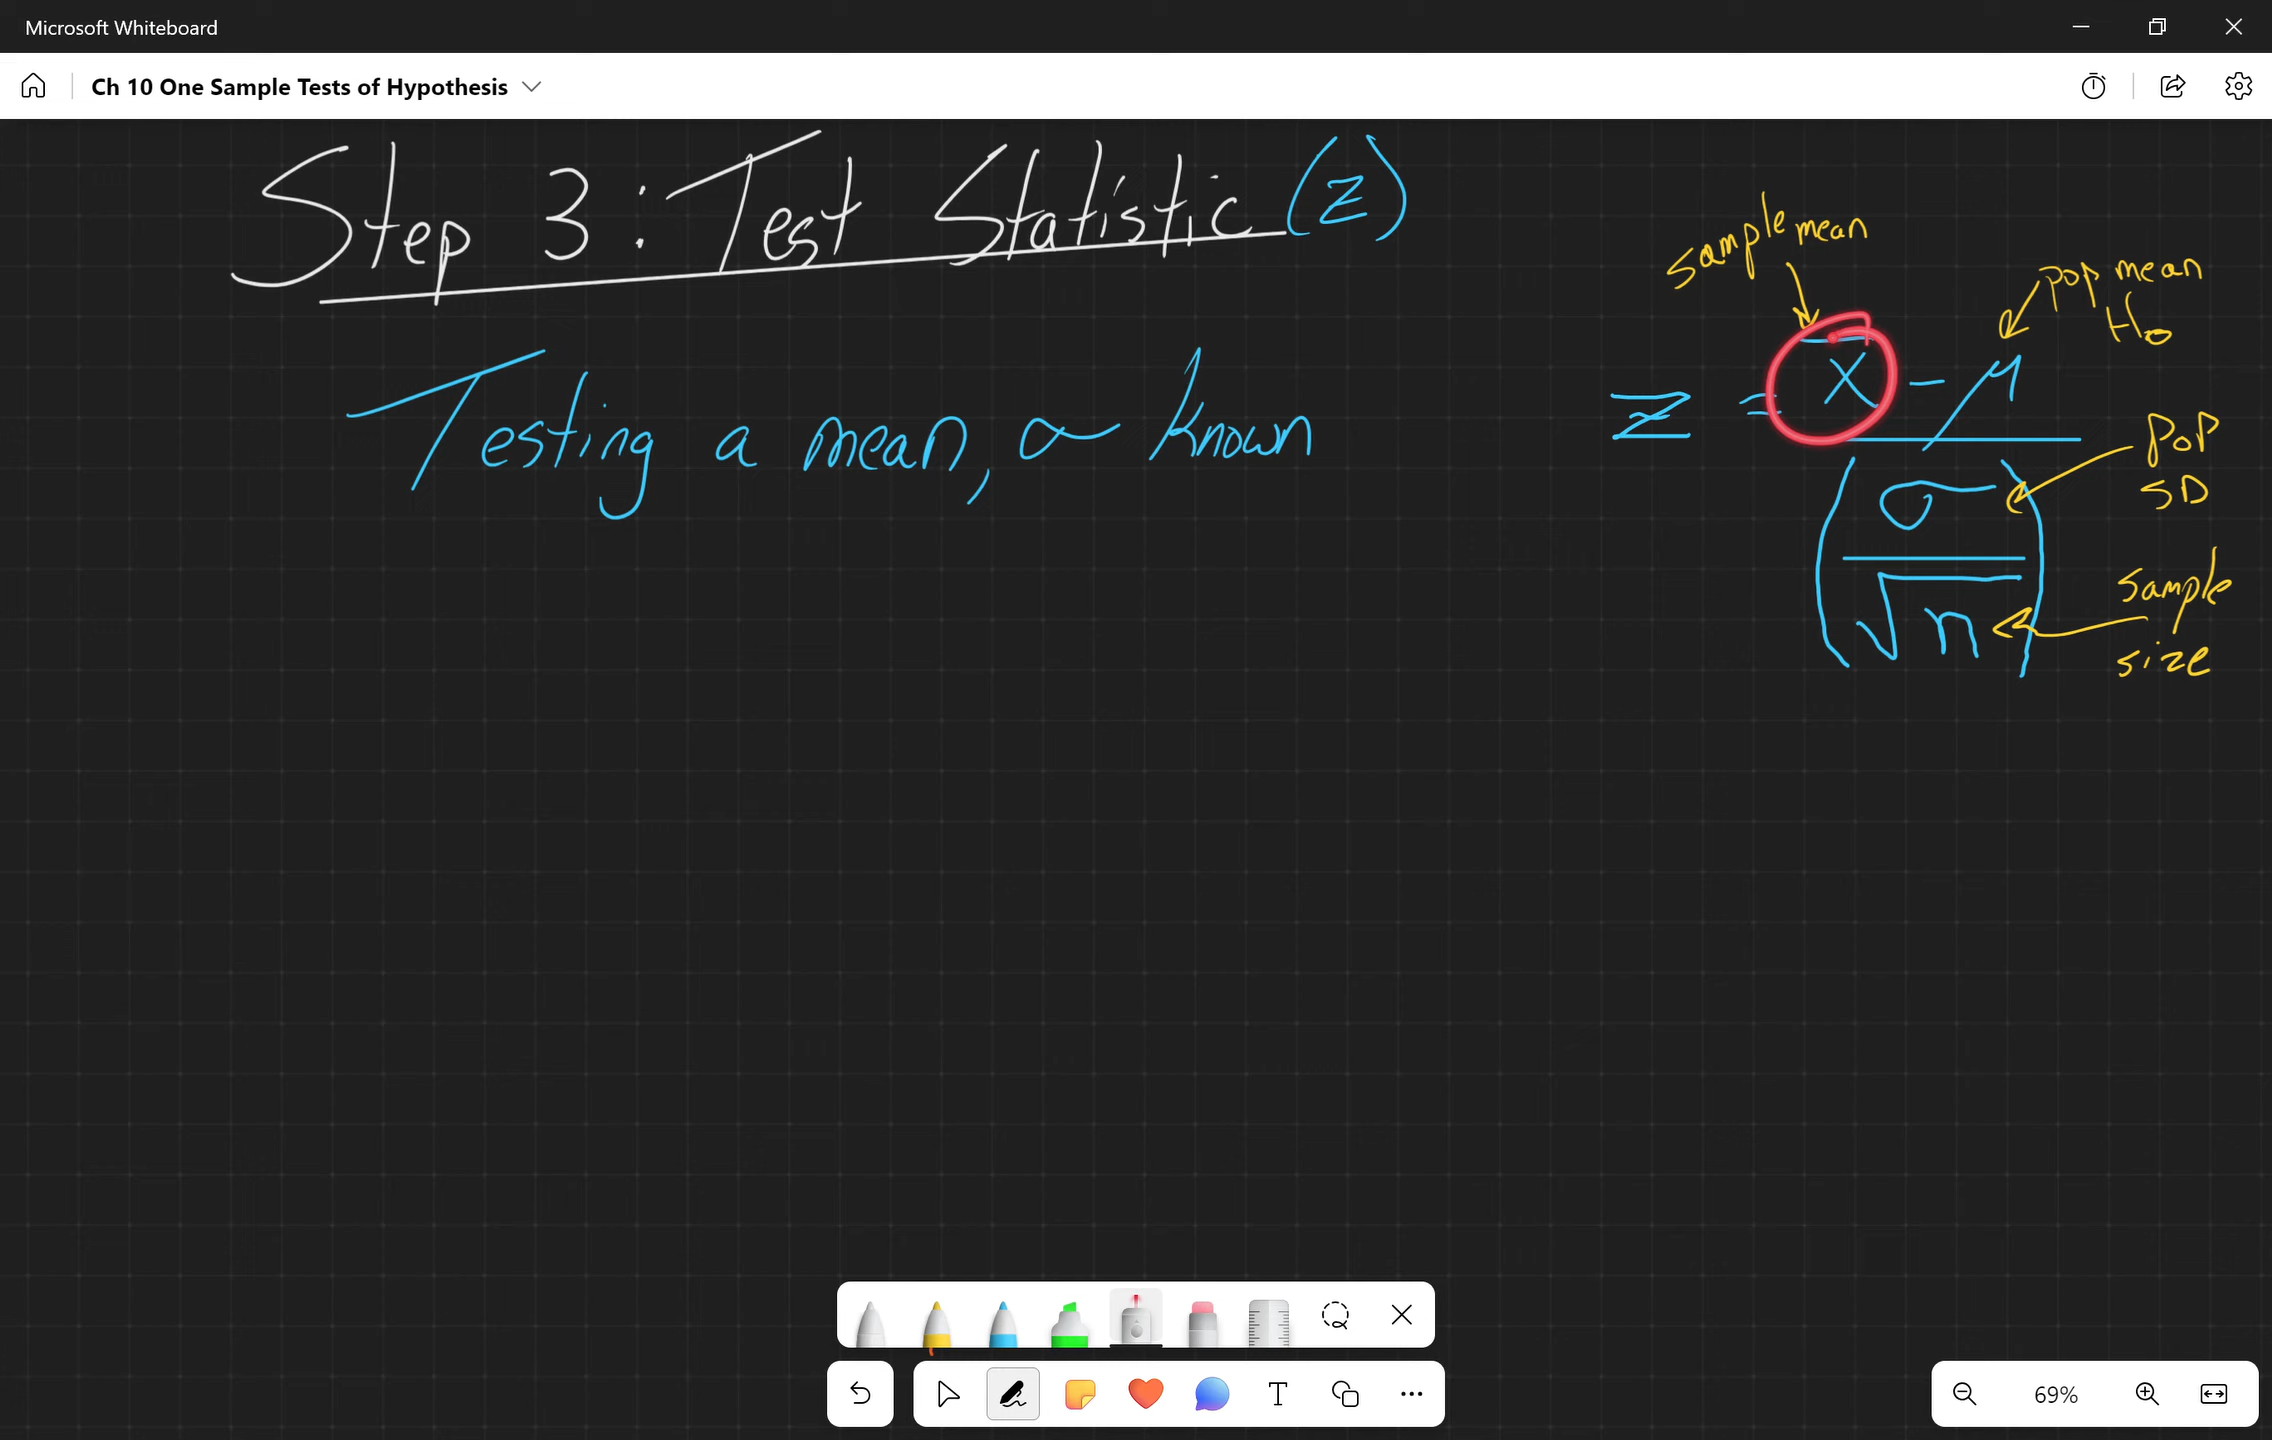 Microsoft Whiteboard
Ch 10 One Sample Tests of Hypothesis
Step 3: Test Statistic (z)
Testing a mean, σ known
sample mean
pop mean
H₀
z = X̄ - μ
σ
√n
pop
SD
sample
size
T
69%